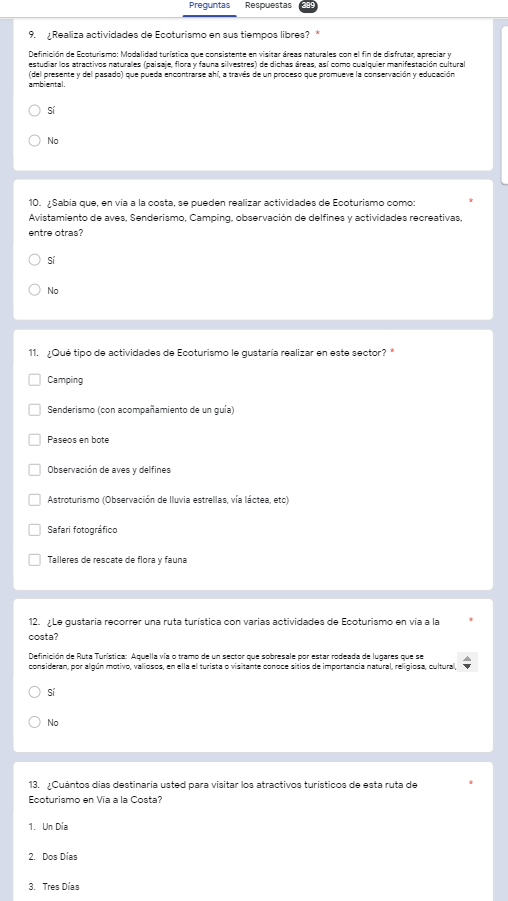 Preguntas Respuestas 389
9. ¿Realiza actividades de Ecoturismo en sus tiempos libres? *
Definición de Ecoturismo: Modalidad turística que consistente en visitar áreas naturales con el fin de disfrutar, apreciar y
estudiar los atractivos naturales (paisaje, flora y fauna silvestres) de dichas áreas, así como cualquier manifestación cultural
(del presente y del pasado) que pueda encontrarse ahí, a través de un proceso que promueve la conservación y educación
ambiental.
Sí
No
10. ¿Sabía que, en vía a la costa, se pueden realizar actividades de Ecoturismo como: *
Avistamiento de aves, Senderismo, Camping, observación de delfines y actividades recreativas,
entre otras?
Sí
No
11. ¿Qué tipo de actividades de Ecoturismo le gustaría realizar en este sector? *
Camping
Senderismo (con acompañamiento de un guía)
Paseos en bote
Observación de aves y delfines
Astroturismo (Observación de lluvia estrellas, vía láctea, etc)
Safari fotográfico
Talleres de rescate de flora y fauna
12. ¿Le gustaría recorrer una ruta turística con varias actividades de Ecoturismo en vía a la *
costa?
Definición de Ruta Turística: Aquella vía o tramo de un sector que sobresale por estar rodeada de lugares que se
consideran, por algún motivo, valiosos, en ella el turista o visitante conoce sitios de importancia natural, religiosa, cultural,
Sí
No
13. ¿Cuántos días destinaría usted para visitar los atractivos turísticos de esta ruta de *
Ecoturismo en Vía a la Costa?
1. Un Día
2. Dos Días
3. Tres Días